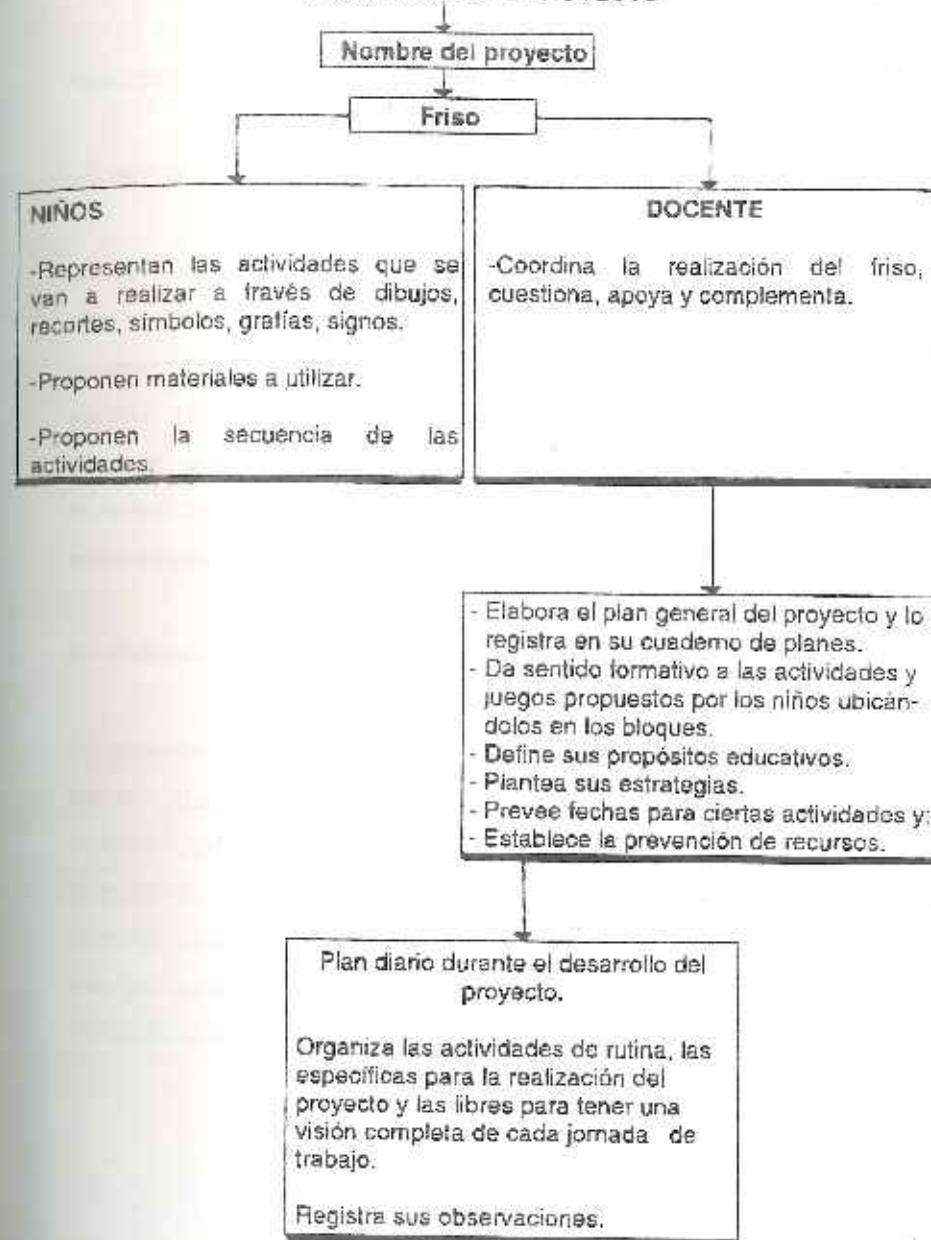 Nombre del proyecto
Friso
NIÑOS
-Representan las actividades que se
van a realizar a través de dibujos,
recortes, símbolos, grafías, signos.
-Proponen materiales a utilizar.
-Proponen la secuencia de las
actividades.
DOCENTE
-Coordina la realización del friso,
cuestiona, apoya y complementa.
- Elabora el plan general del proyecto y lo
registra en su cuaderno de planes.
- Da sentido formativo a las actividades y
juegos propuestos por los niños ubicán-
dolos en los bloques.
- Define sus propósitos educativos.
- Plantea sus estrategias.
- Prevee fechas para ciertas actividades y:
- Establece la prevención de recursos.
Plan diario durante el desarrollo del
proyecto.
Organiza las actividades de rutina, las
específicas para la realización del
proyecto y las libres para tener una
visión completa de cada jornada de
trabajo.
Registra sus observaciones.